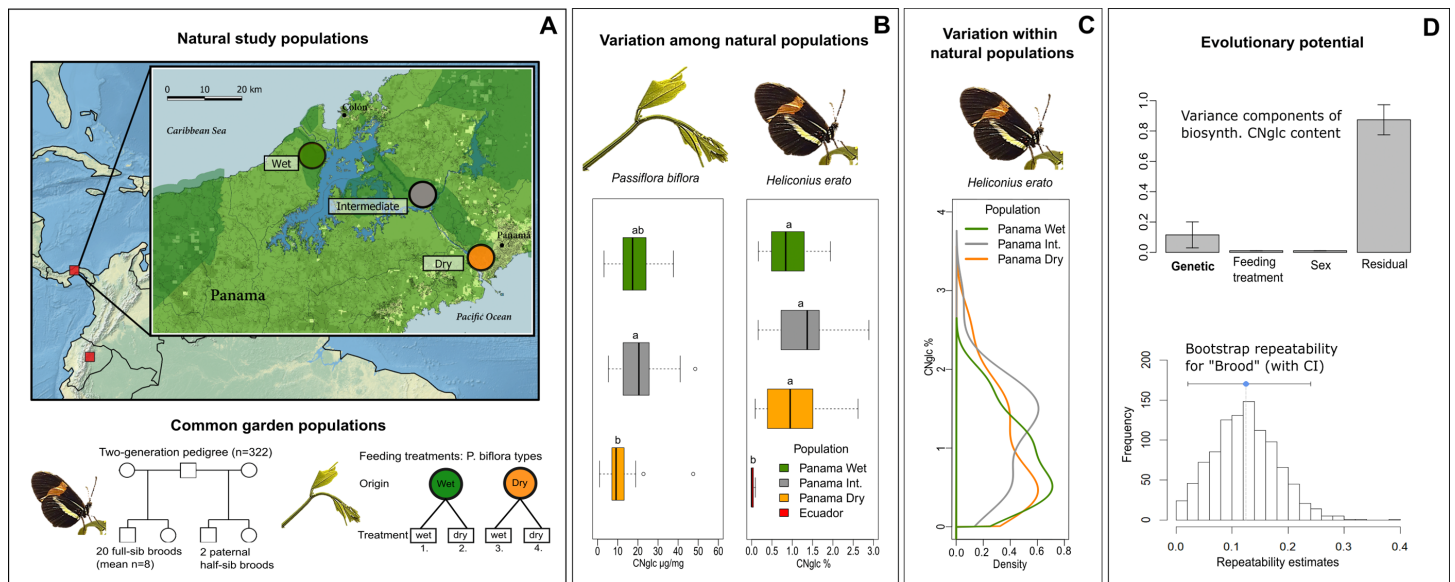 A
Natural study populations
0 10 20 km
Caribbean Sea
Colón
Wet
Intermediate
Panamá
Dry
Panama
Pacific Ocean
Common garden populations
Two-generation pedigree (n=322)
20 full-sib broods
(mean n=8)
2 paternal
half-sib broods
Feeding treatments: P. biflora types
Origin
Wet
Dry
Treatment
wet dry wet dry
1. 2. 3. 4.
B
Variation among natural populations
Passiflora biflora
Heliconius erato
ab
a
b
0 10 20 30 40 50 60
CNglc µg/mg
a
a
a
b
Population
Panama Wet
Panama Int.
Panama Dry
Ecuador
0.0 0.5 1.0 1.5 2.0 2.5 3.0
CNglc %
C
Variation within
natural populations
Heliconius erato
Population
Panama Wet
Panama Int.
Panama Dry
4
3
2
1
0
CNglc %
0.0 0.2 0.4 0.6 0.8
Density
D
Evolutionary potential
Variance components of
biosynth. CNglc content
1.0
0.8
0.6
0.4
0.2
0.0
Genetic
Feeding
treatment
Sex
Residual
Bootstrap repeatability
for "Brood" (with CI)
Frequency
150
100
50
0
0.0 0.1 0.2 0.3 0.4
Repeatability estimates